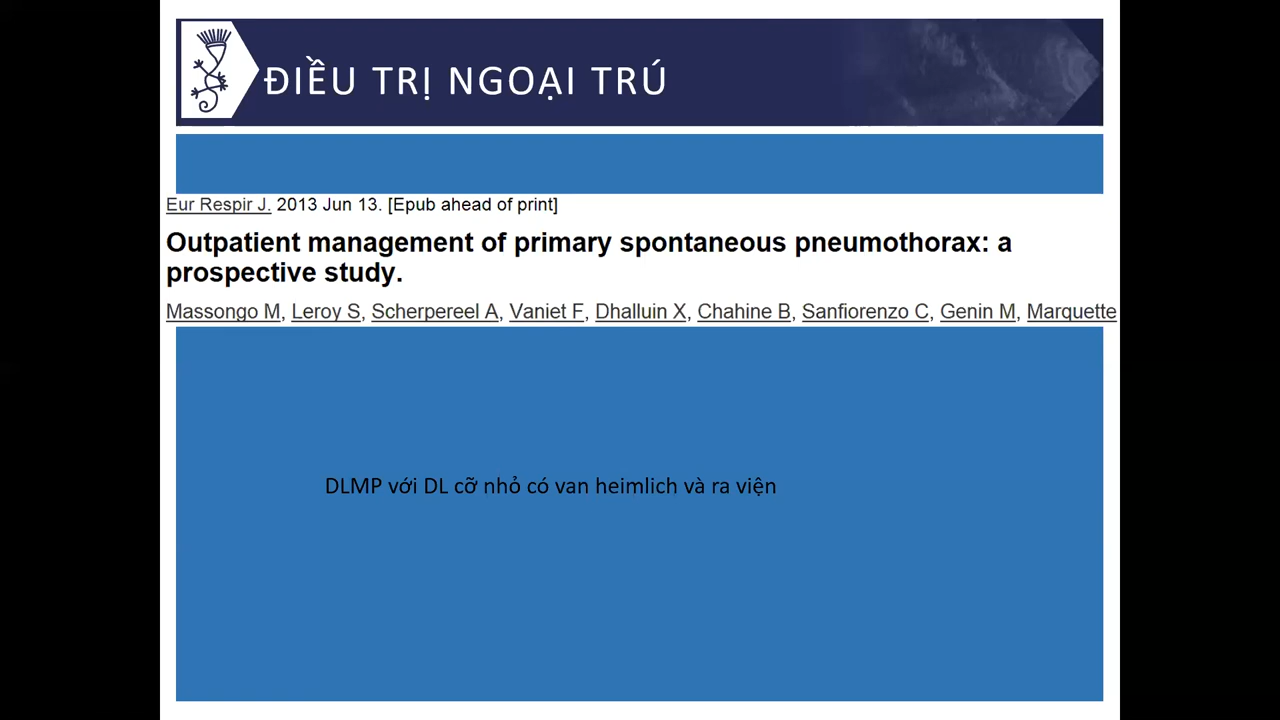 ĐIỀU TRỊ NGOẠI TRÚ
Eur Respir J. 2013 Jun 13. [Epub ahead of print]
Outpatient management of primary spontaneous pneumothorax: a
prospective study.
Massongo M, Leroy S, Scherpereel A, Vaniet F, Dhalluin X, Chahine B, Sanfiorenzo C, Genin M, Marquette
DLMP với DL cỡ nhỏ có van heimlich và ra viện